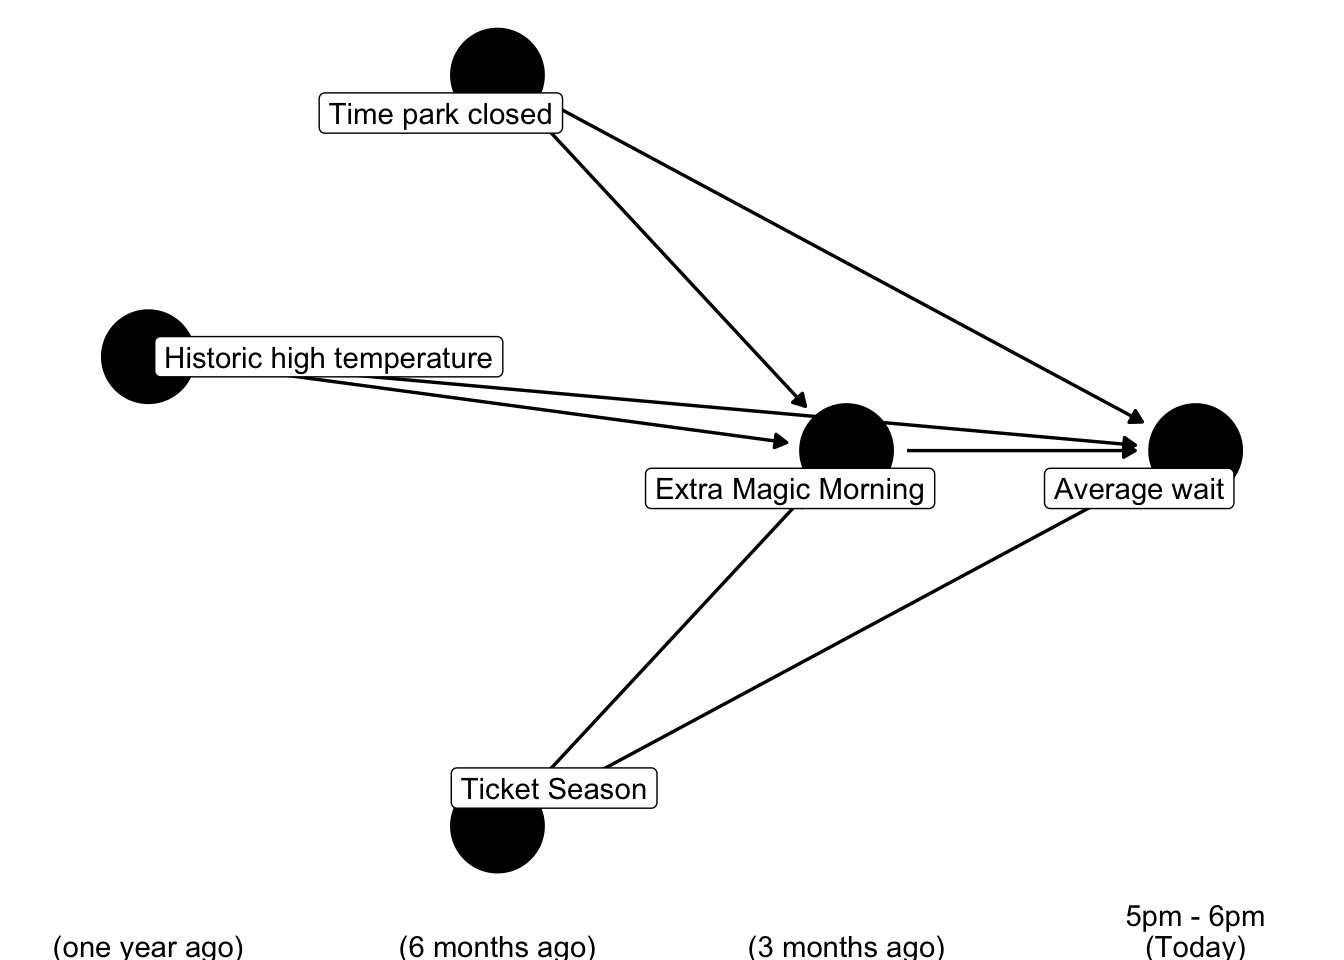 Time park closed
Historic high temperature
Extra Magic Morning
Average wait
Ticket Season
5pm - 6pm
(one year ago)
(6 months ago)
(3 months ago)
(Today)